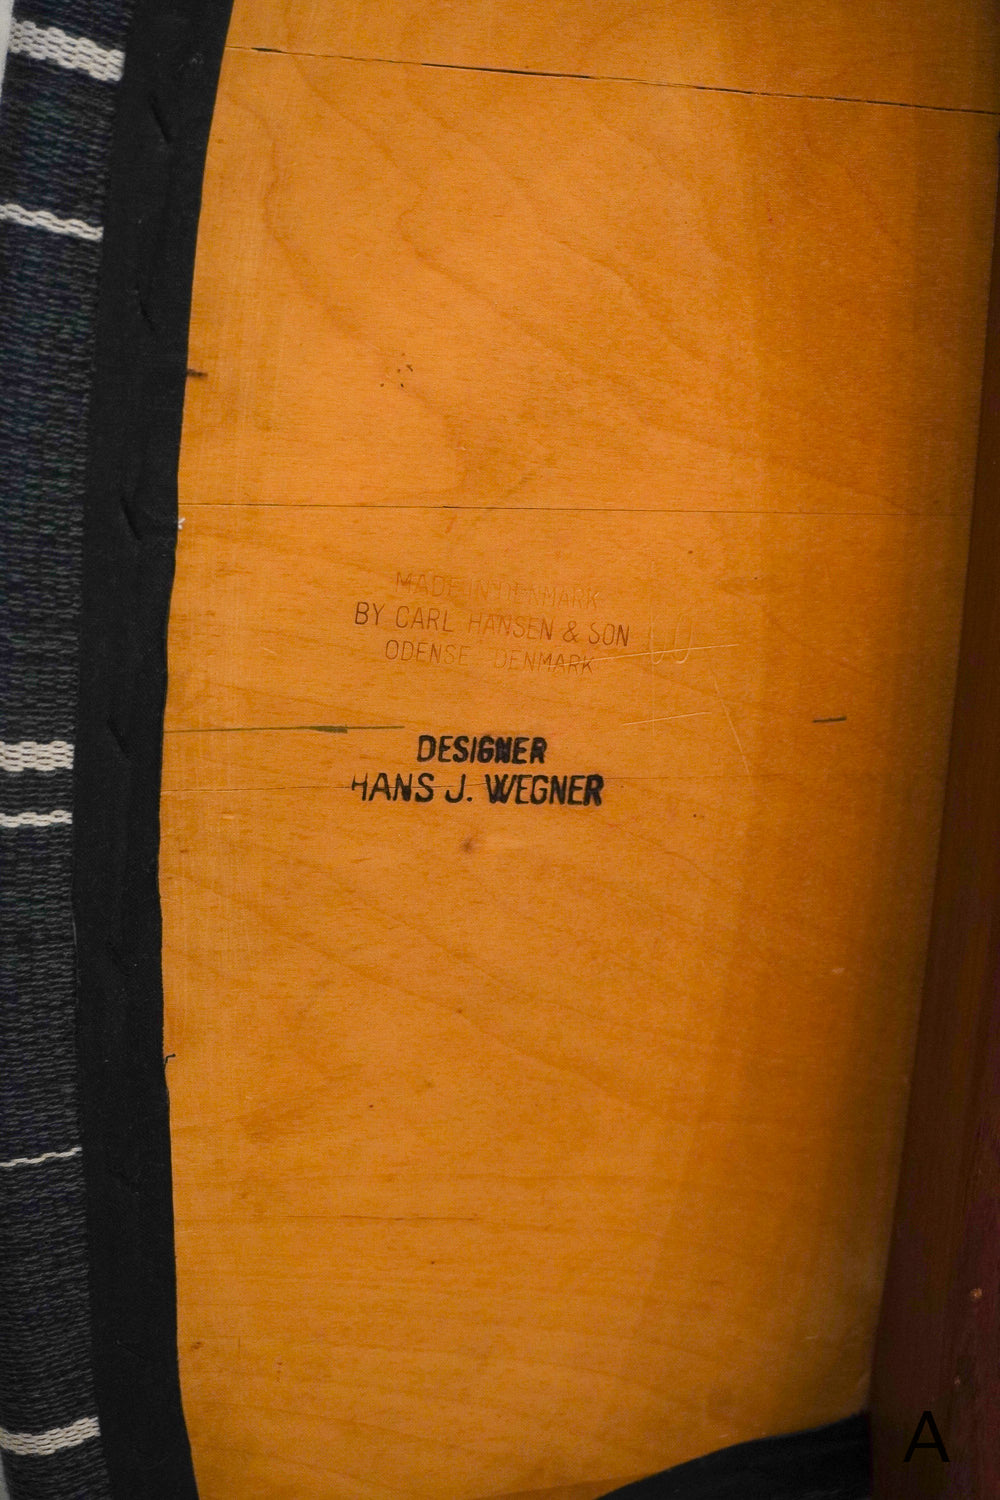 MADE IN DENMARK
BY CARL HANSEN & SON
ODENSE DENMARK
DESIGNER
HANS J. WEGNER
A